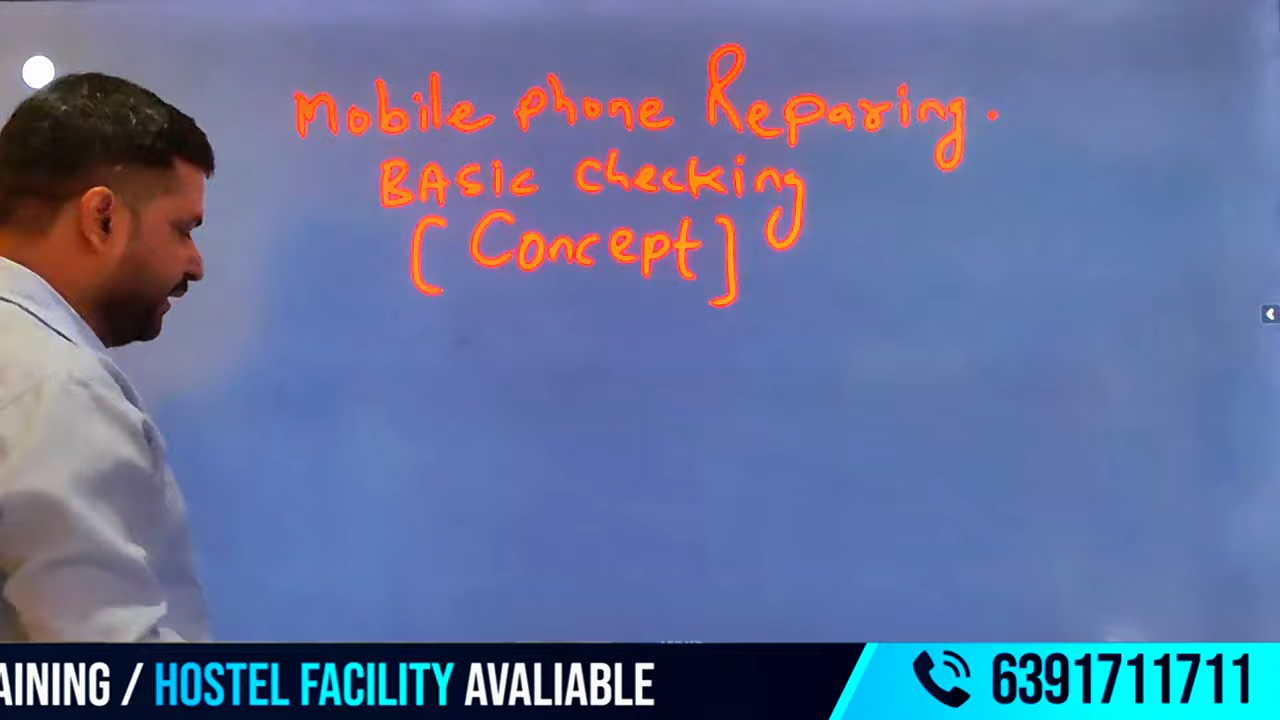 Mobile phone Reparing.
BASic checking
[Concept]
AINING / HOSTEL FACILITY AVALIABLE
6391711711